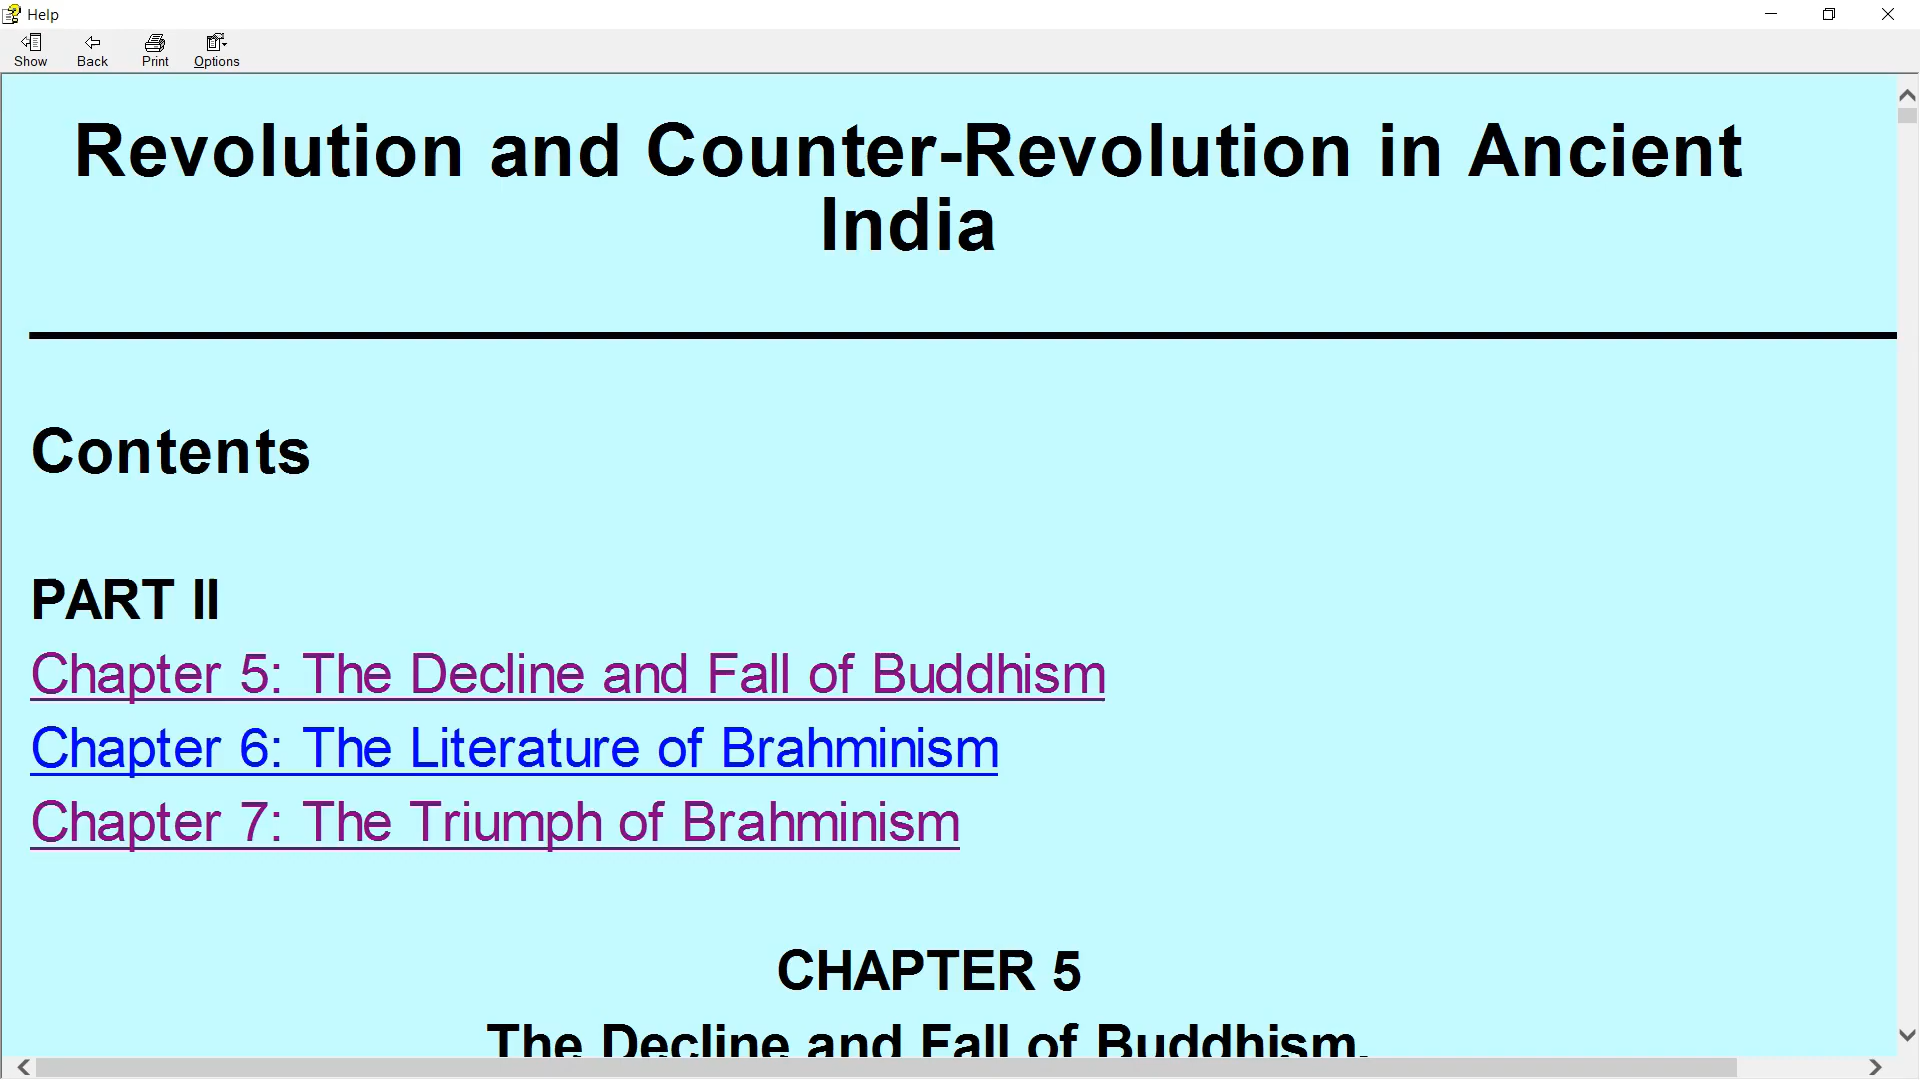 Help
Show Back Print Options
Revolution and Counter-Revolution in Ancient
India
Contents
PART II
Chapter 5: The Decline and Fall of Buddhism
Chapter 6: The Literature of Brahminism
Chapter 7: The Triumph of Brahminism
CHAPTER 5
The Decline and Fall of Buddhism.